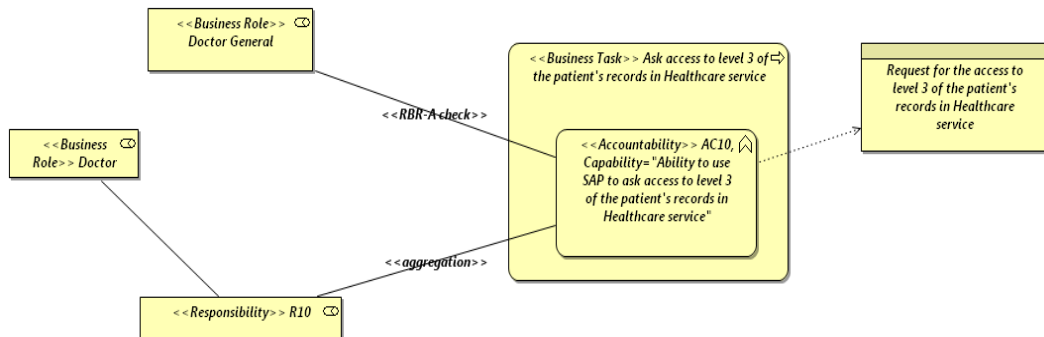 <<Business Role>>
Doctor General
<<Business Task>> Ask access to level 3 of
the patient's records in Healthcare service
Request for the access to
level 3 of the patient's
records in Healthcare
service
<<RBR-A check>>
<<Business
Role>> Doctor
<<Accountability>> AC10,
Capability="Ability to use
SAP to ask access to level 3
of the patient's records in
Healthcare service"
<<aggregation>>
<<Responsibility>> R10